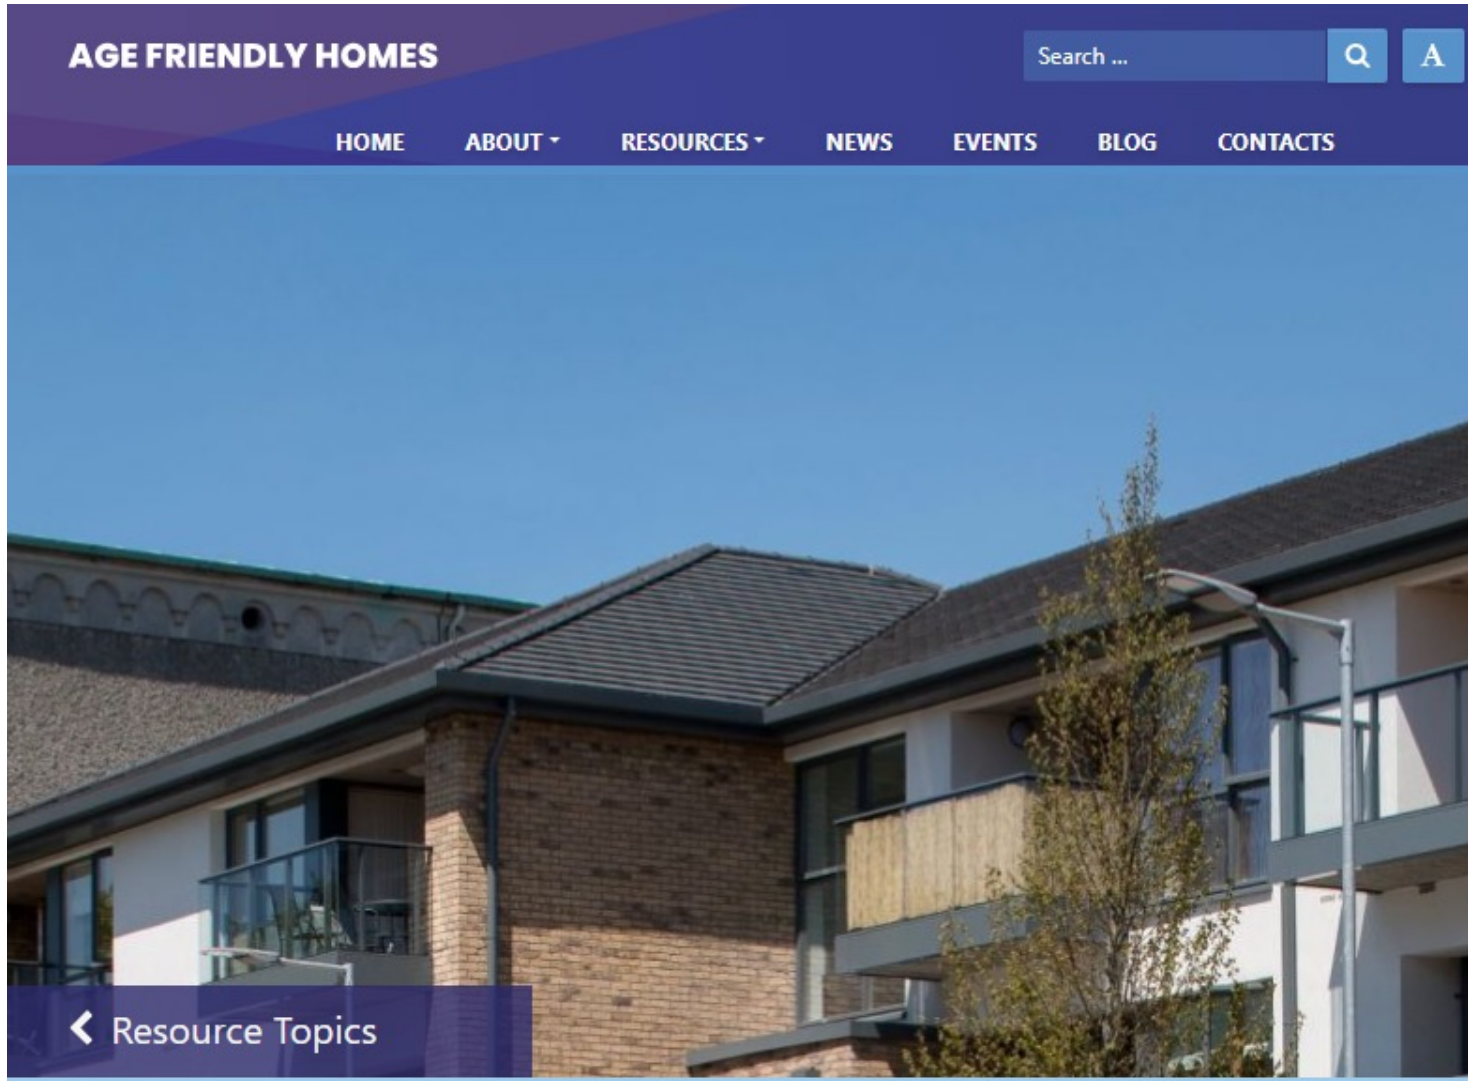 AGE FRIENDLY HOMES
Search ...
A
HOME ABOUT RESOURCES NEWS EVENTS BLOG CONTACTS
Resource Topics